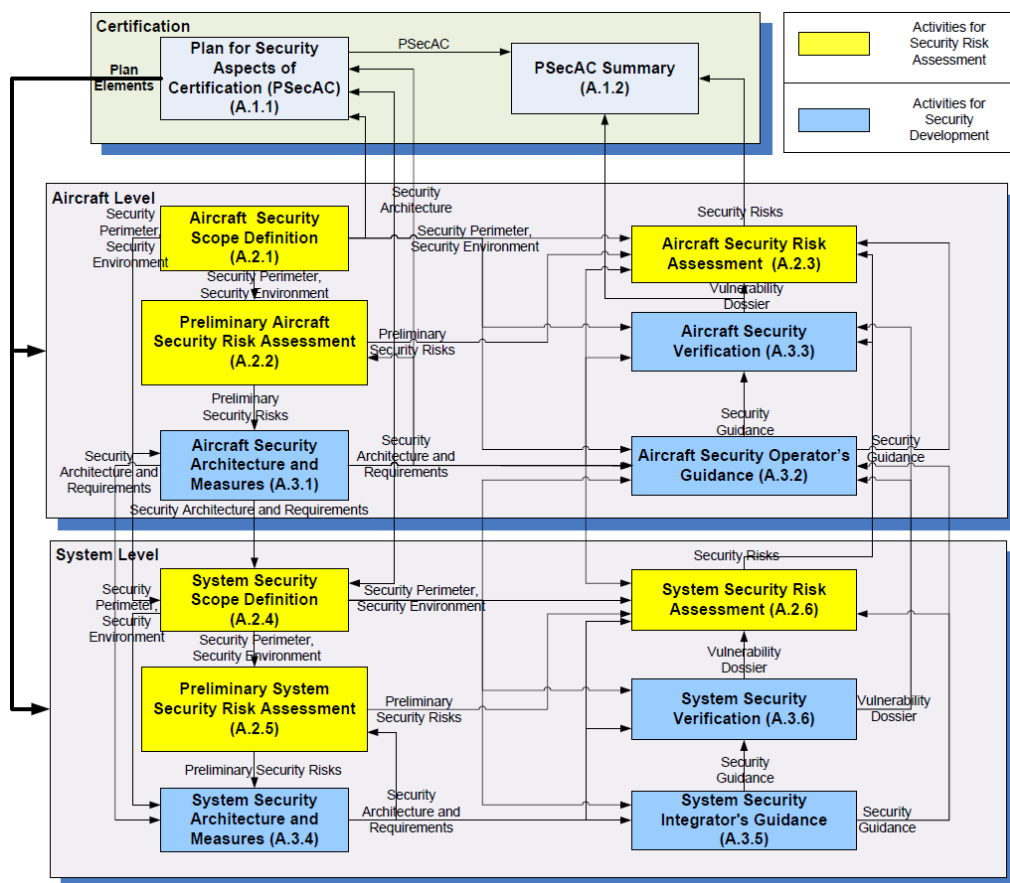 Certification
Plan for Security
Aspects of
Certification (PSecAC)
(A.1.1)
Plan
Elements
PSecAC
PSecAC Summary
(A.1.2)
Activities for
Security Risk
Assessment
Activities for
Security
Development
Aircraft Level
Security
Perimeter,
Security
Environment
Aircraft Security
Scope Definition
(A.2.1)
Security
Architecture
Security Perimeter,
Security Environment
Security Risks
Aircraft Security Risk
Assessment (A.2.3)
Security Perimeter,
Security Environment
Vulnerability
Dossier
Preliminary Aircraft
Security Risk Assessment
(A.2.2)
Preliminary
Security Risks
Aircraft Security
Verification (A.3.3)
Preliminary
Security Risks
Security
Guidance
Security
Architecture and
Requirements
Aircraft Security
Architecture and
Measures (A.3.1)
Security
Architecture and
Requirements
Aircraft Security Operator's
Guidance (A.3.2)
Security
Guidance
Security Architecture and Requirements
System Level
Security Risks
Security
Perimeter,
Security
Environment
System Security
Scope Definition
(A.2.4)
Security Perimeter,
Security Environment
System Security Risk
Assessment (A.2.6)
Security Perimeter,
Security Environment
Vulnerability
Dossier
Preliminary System
Security Risk Assessment
(A.2.5)
Preliminary
Security Risks
System Security
Verification (A.3.6)
Vulnerability
Dossier
Preliminary Security Risks
Security
Guidance
System Security
Architecture and
Measures (A.3.4)
Security
Architecture and
Requirements
System Security
Integrator's Guidance
(A.3.5)
Security
Guidance